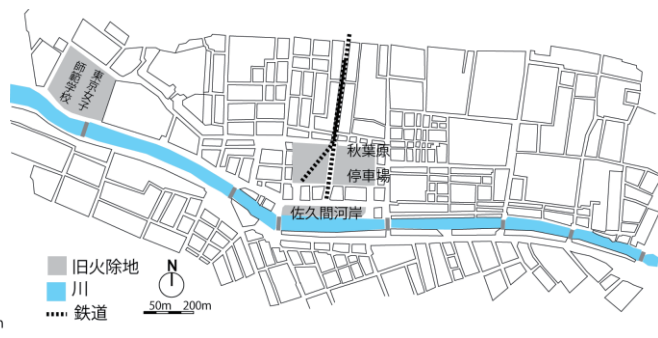 東京女子
師範学校
秋葉原
停車場
佐久間河岸
旧火除地
川
鉄道
N
50m 200m
m